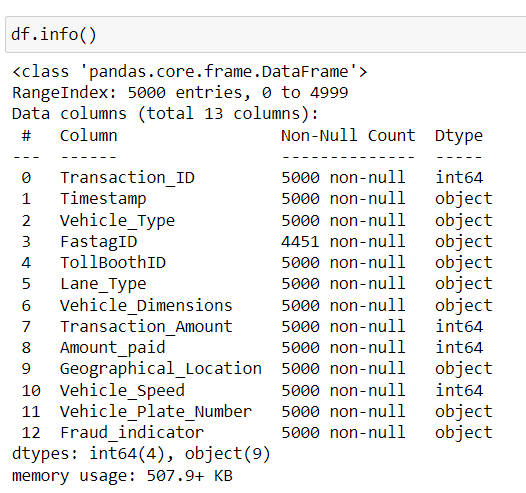 df.info()
<class 'pandas.core.frame.DataFrame'>
RangeIndex: 5000 entries, 0 to 4999
Data columns (total 13 columns):
 #   Column                 Non-Null Count  Dtype
---  ------                 --------------  -----
 0   Transaction_ID         5000 non-null   int64
 1   Timestamp              5000 non-null   object
 2   Vehicle_Type           5000 non-null   object
 3   FastagID               4451 non-null   object
 4   TollBoothID            5000 non-null   object
 5   Lane_Type              5000 non-null   object
 6   Vehicle_Dimensions     5000 non-null   object
 7   Transaction_Amount     5000 non-null   int64
 8   Amount_paid            5000 non-null   int64
 9   Geographical_Location  5000 non-null   object
 10  Vehicle_Speed          5000 non-null   int64
 11  Vehicle_Plate_Number   5000 non-null   object
 12  Fraud_indicator        5000 non-null   object
dtypes: int64(4), object(9)
memory usage: 507.9+ KB